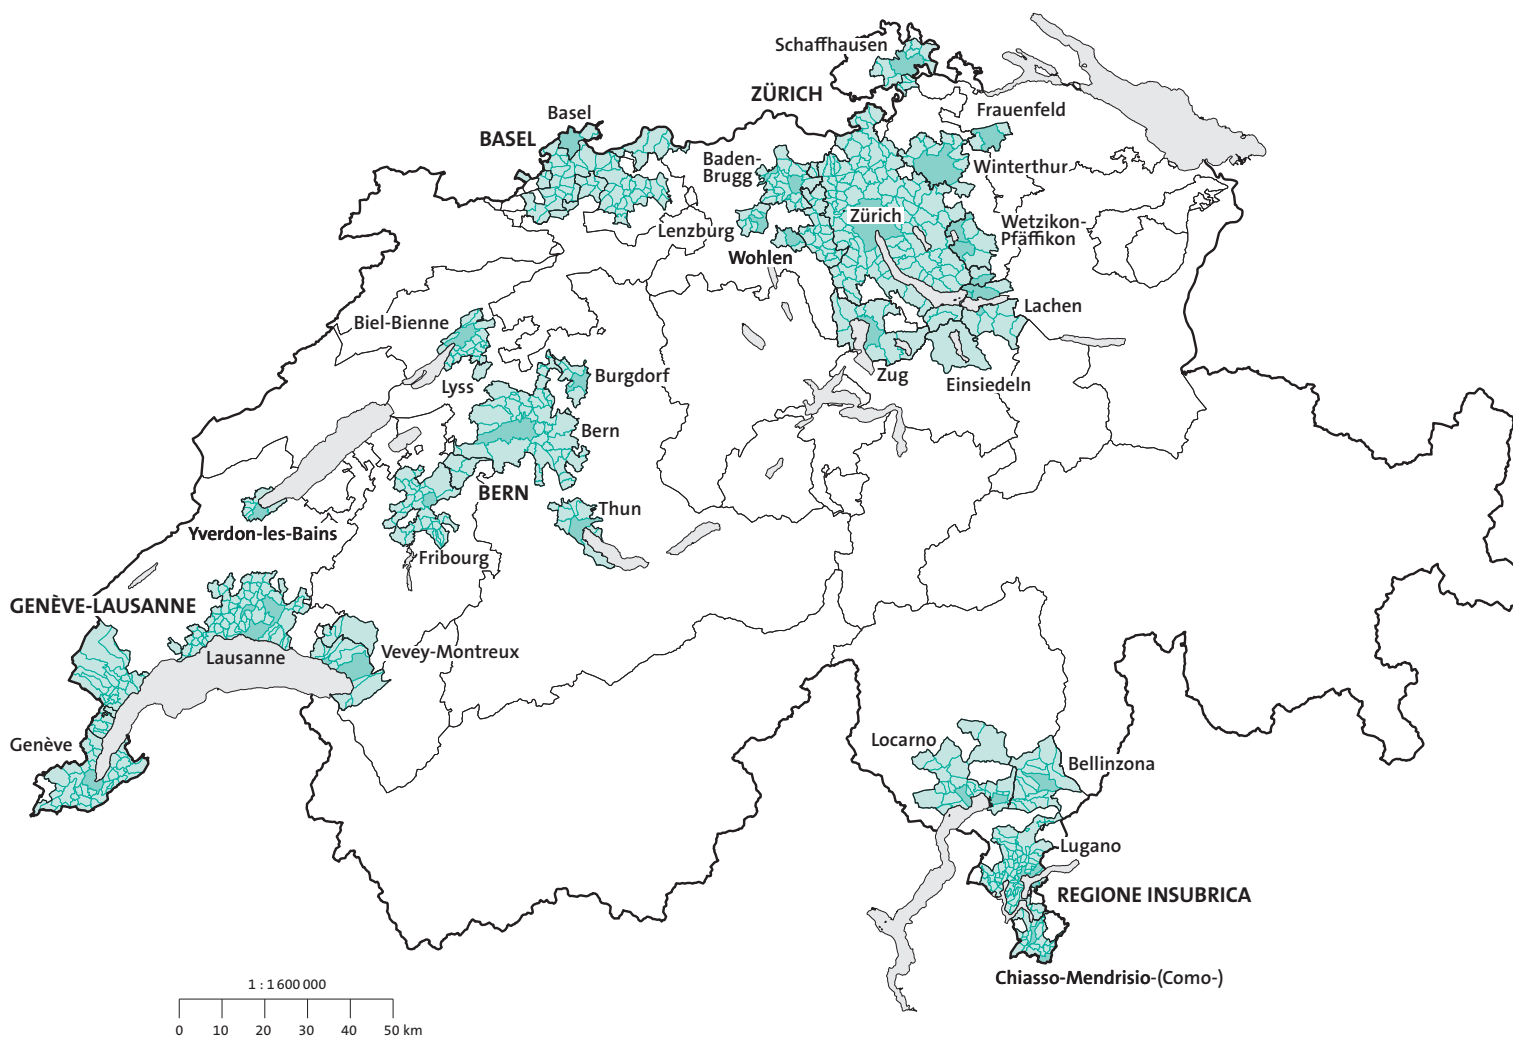 Schaffhausen
ZÜRICH
Frauenfeld
Basel
BASEL
Baden-
Brugg
Winterthur
Zürich
Wetzikon-
Pfäffikon
Lenzburg
Wohlen
Lachen
Biel-Bienne
Zug
Einsiedeln
Lyss
Burgdorf
Bern
BERN
Thun
Yverdon-les-Bains
Fribourg
GENÈVE-LAUSANNE
Lausanne
Vevey-Montreux
Genève
Locarno
Bellinzona
Lugano
REGIONE INSUBRICA
Chiasso-Mendrisio-(Como-)
1 : 1 600 000
0 10 20 30 40 50 km